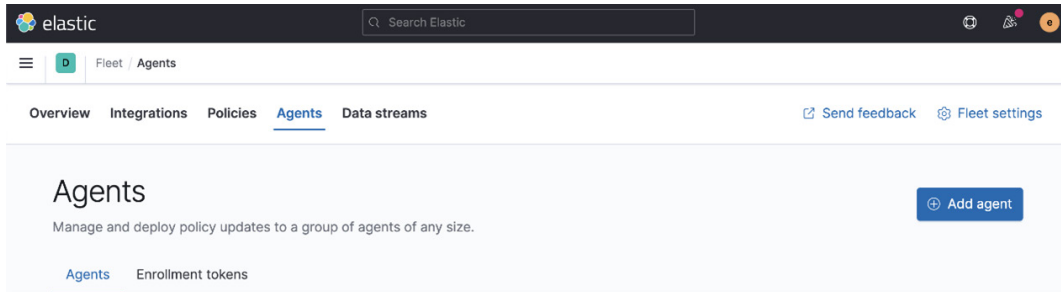 elastic
Search Elastic
e
D
Fleet / Agents
Overview Integrations Policies Agents Data streams
Send feedback Fleet settings
Agents
Add agent
Manage and deploy policy updates to a group of agents of any size.
Agents Enrollment tokens